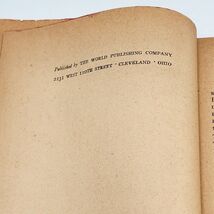 Published by THE WORLD PUBLISHING COMPANY
2231 WEST 110TH STREET · CLEVELAND · OHIO